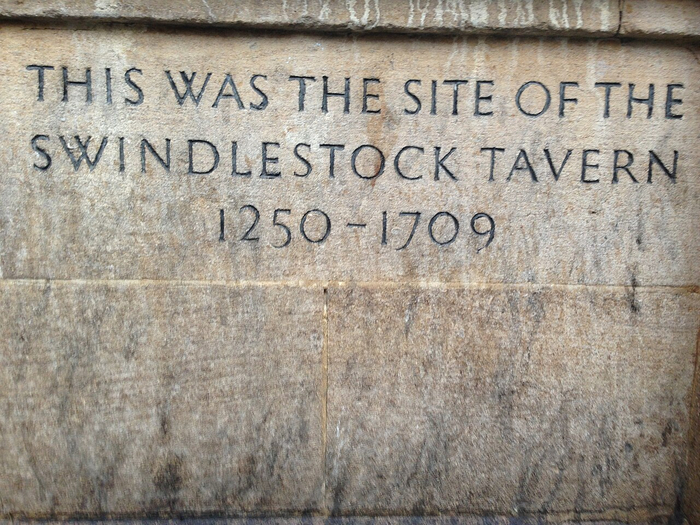 THIS WAS THE SITE OF THE
SWINDLESTOCK TAVERN
1250-1709